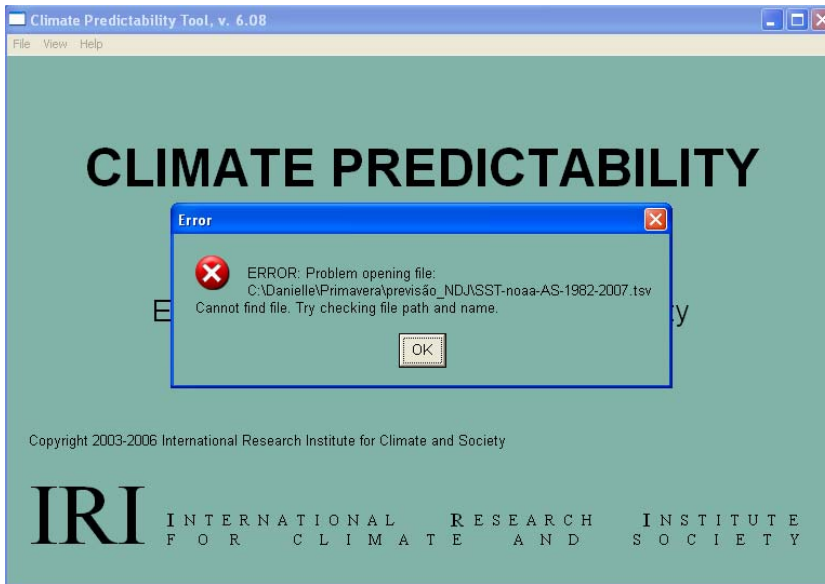 Climate Predictability Tool, v. 6.08
File View Help
CLIMATE PREDICTABILITY
Error
ERROR: Problem opening file:
C:\Danielle\Primavera\previsão_NDJ\SST-noaa-AS-1982-2007.tsv
Cannot find file. Try checking file path and name.
E
y
OK
Copyright 2003-2006 International Research Institute for Climate and Society
IRI
INTERNATIONAL RESEARCH INSTITUTE
FOR CLIMATE AND SOCIETY